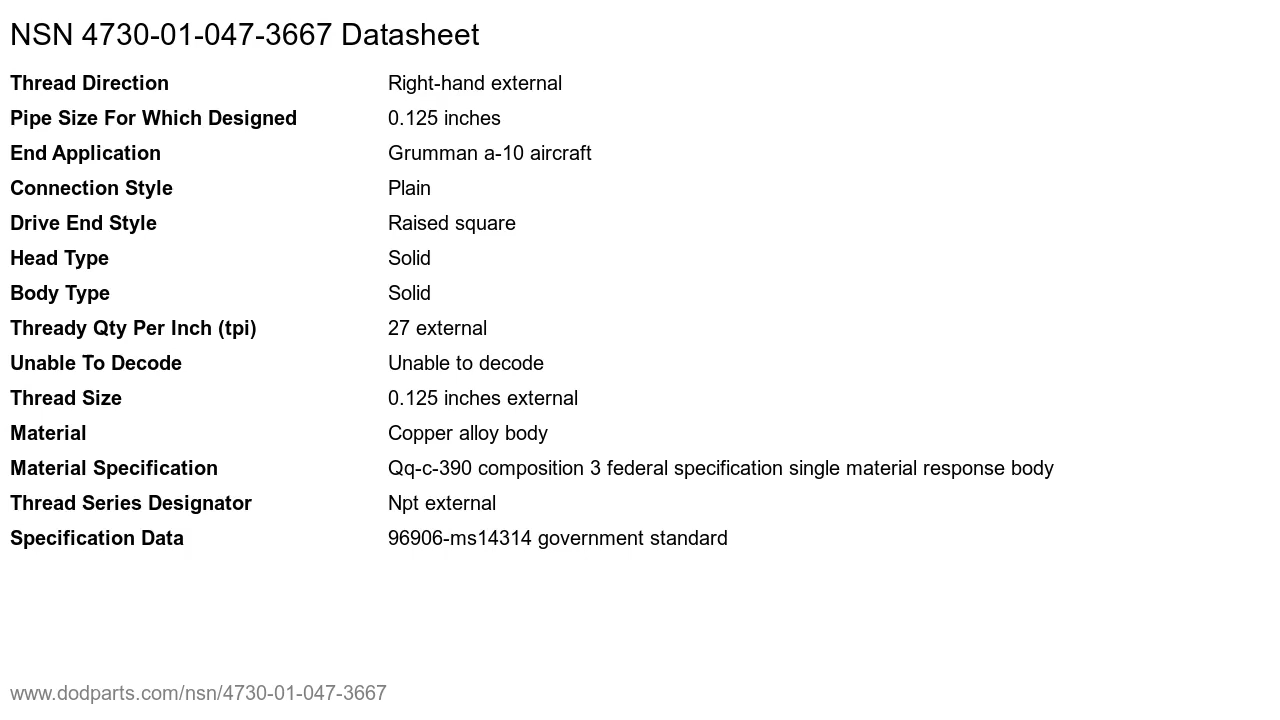 NSN 4730-01-047-3667 Datasheet
Thread Direction Right-hand external
Pipe Size For Which Designed 0.125 inches
End Application Grumman a-10 aircraft
Connection Style Plain
Drive End Style Raised square
Head Type Solid
Body Type Solid
Thready Qty Per Inch (tpi) 27 external
Unable To Decode Unable to decode
Thread Size 0.125 inches external
Material Copper alloy body
Material Specification Qq-c-390 composition 3 federal specification single material response body
Thread Series Designator Npt external
Specification Data 96906-ms14314 government standard
www.dodparts.com/nsn/4730-01-047-3667